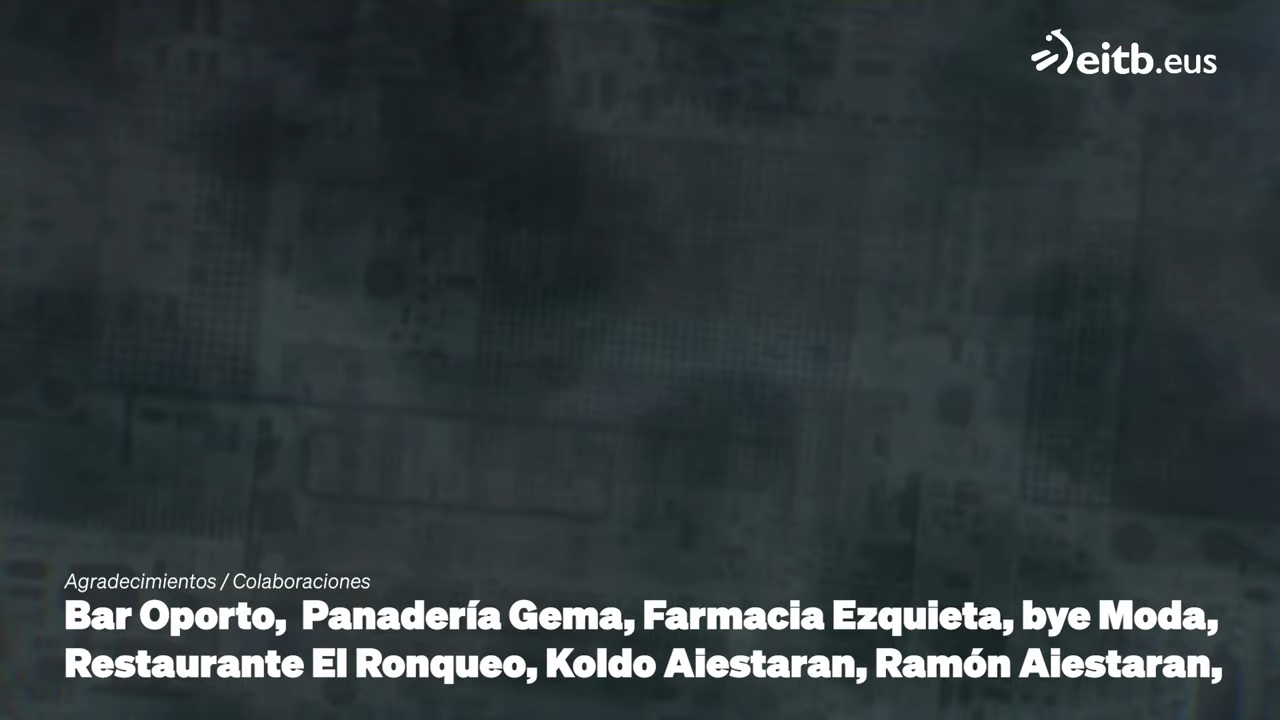 eitb.eus
Agradecimientos / Colaboraciones
Bar Oporto, Panadería Gema, Farmacia Ezquieta, bye Moda,
Restaurante El Ronqueo, Koldo Aiestaran, Ramón Aiestaran,